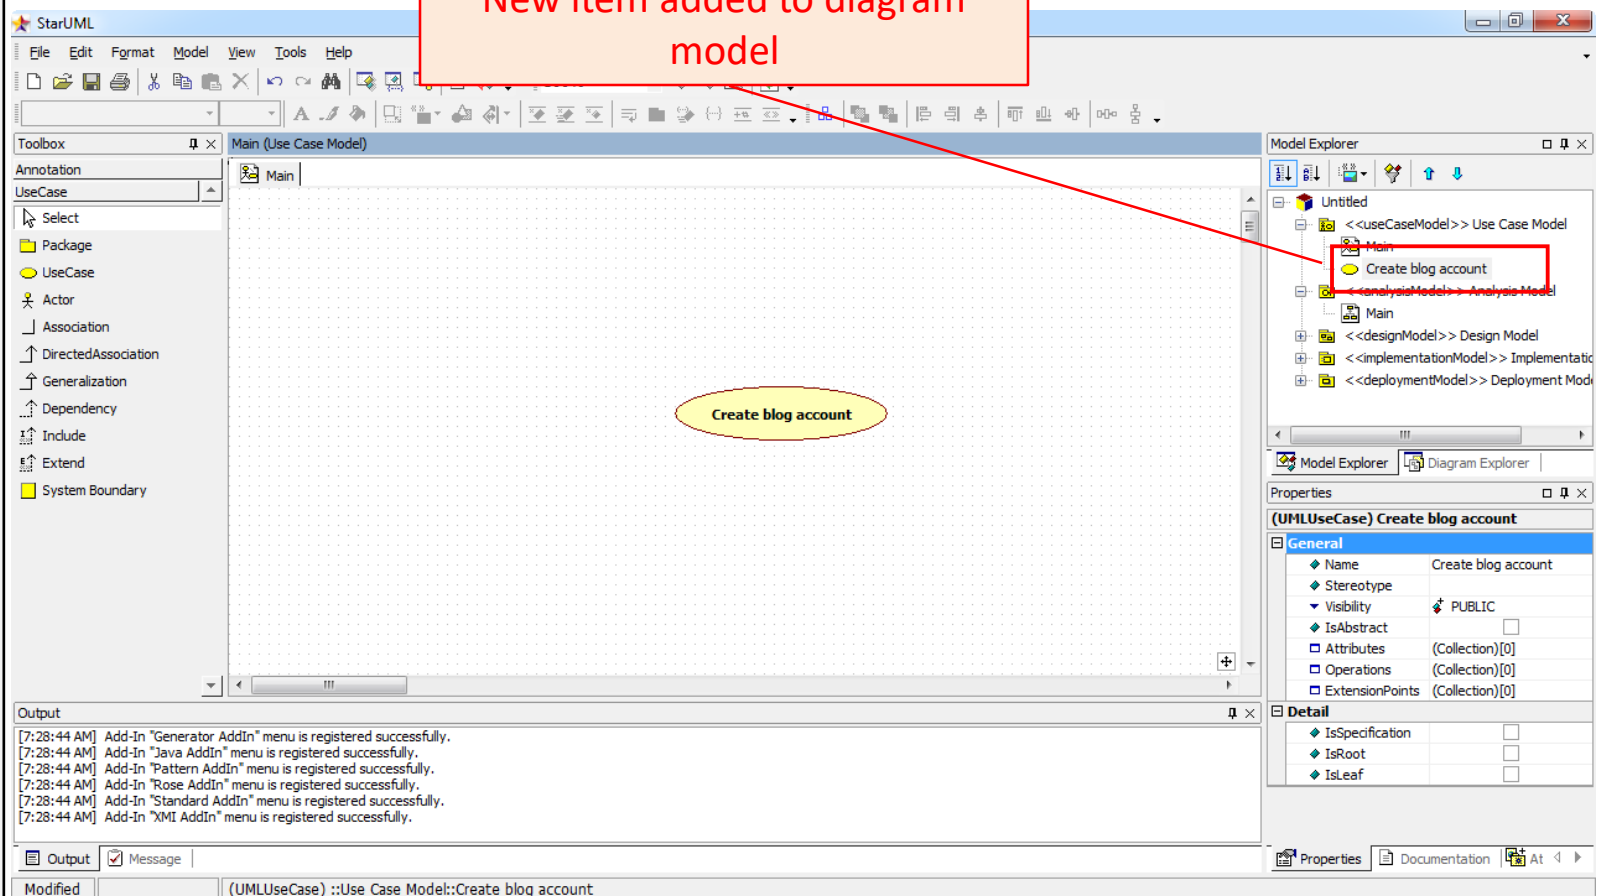 New item added to diagram
model
StarUML
File Edit Format Model View Tools Help
Toolbox
Main (Use Case Model)
Model Explorer
Annotation
UseCase
Main
Select
Package
UseCase
Actor
Association
DirectedAssociation
Generalization
Dependency
Include
Extend
System Boundary
Create blog account
Untitled
<<useCaseModel>> Use Case Model
Main
Create blog account
<<analysisModel>> Analysis Model
Main
<<designModel>> Design Model
<<implementationModel>> Implementatio
<<deploymentModel>> Deployment Mode
Model Explorer Diagram Explorer
Properties
(UMLUseCase) Create blog account
General
Name Create blog account
Stereotype
Visibility PUBLIC
IsAbstract
Attributes (Collection)[0]
Operations (Collection)[0]
ExtensionPoints (Collection)[0]
Detail
IsSpecification
IsRoot
IsLeaf
Properties Documentation At
Output
[7:28:44 AM] Add-In "Generator AddIn" menu is registered successfully.
[7:28:44 AM] Add-In "Java AddIn" menu is registered successfully.
[7:28:44 AM] Add-In "Pattern AddIn" menu is registered successfully.
[7:28:44 AM] Add-In "Rose AddIn" menu is registered successfully.
[7:28:44 AM] Add-In "Standard AddIn" menu is registered successfully.
[7:28:44 AM] Add-In "XMI AddIn" menu is registered successfully.
Output Message
Modified (UMLUseCase) ::Use Case Model::Create blog account